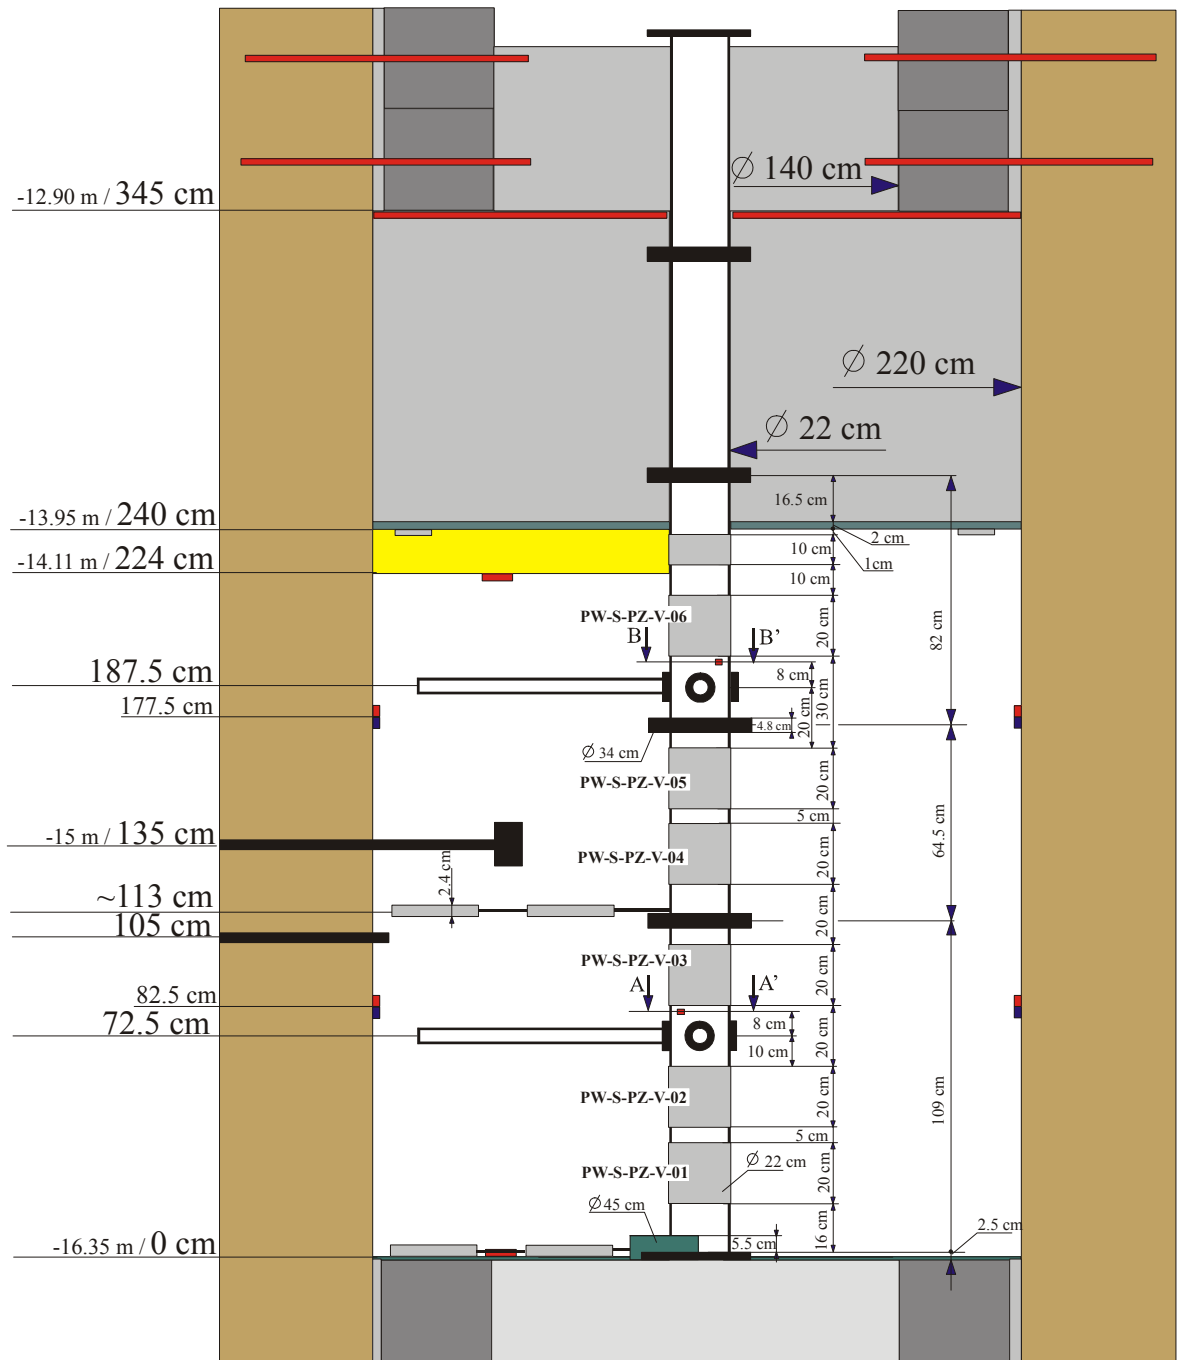 Ø 140 cm
-12.90 m / 345 cm
Ø 220 cm
Ø 22 cm
16.5 cm
-13.95 m / 240 cm
2 cm
10 cm
1cm
-14.11 m / 224 cm
10 cm
PW-S-PZ-V-06
B
B’
20 cm
82 cm
187.5 cm
8 cm
177.5 cm
20 cm
30 cm
4.8 cm
Ø 34 cm
PW-S-PZ-V-05
20 cm
5 cm
-15 m / 135 cm
64.5 cm
PW-S-PZ-V-04
20 cm
2.4 cm
~113 cm
105 cm
20 cm
PW-S-PZ-V-03
20 cm
A
A’
82.5 cm
72.5 cm
8 cm
20 cm
10 cm
PW-S-PZ-V-02
20 cm
109 cm
5 cm
Ø 22 cm
PW-S-PZ-V-01
20 cm
Ø 45 cm
2.5 cm
16 cm
5.5 cm
-16.35 m / 0 cm